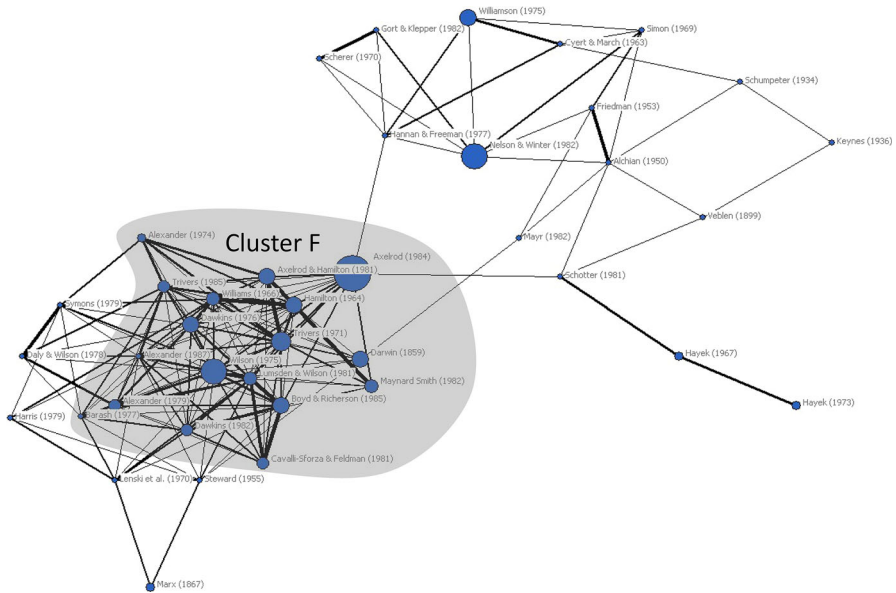 Williamson (1975)
Gort & Klepper (1982)
Simon (1969)
Cyert & March (1963)
Scherer (1970)
Schumpeter (1934)
Friedman (1953)
Hannan & Freeman (1977)
Nelson & Winter (1982)
Keynes (1936)
Alchian (1950)
Veblen (1899)
Mayr (1982)
Alexander (1974)
Cluster F
Axelrod (1984)
Axelrod & Hamilton (1981)
Schotter (1981)
Trivers (1985)
Williams (1966)
Hamilton (1964)
Symons (1979)
Dawkins (1976)
Trivers (1971)
Daly & Wilson (1978)
Alexander (1987)
Wilson (1975)
Darwin (1859)
Hayek (1967)
Lumsden & Wilson (1981)
Maynard Smith (1982)
Alexander (1979)
Boyd & Richerson (1985)
Hayek (1973)
Harris (1979)
Barash (1977)
Dawkins (1982)
Cavalli-Sforza & Feldman (1981)
Lenski et al. (1970)
Steward (1955)
Marx (1867)